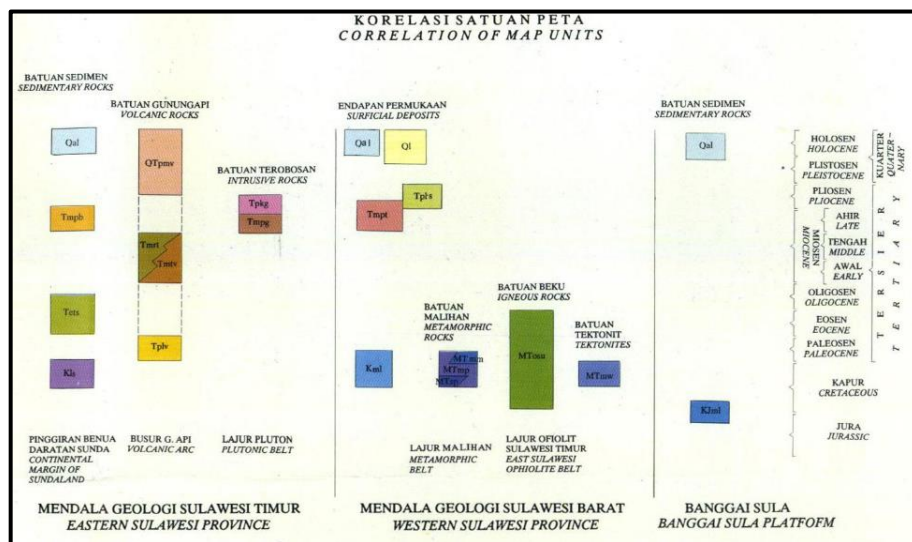 KORELASI SATUAN PETA
CORRELATION OF MAP UNITS
BATUAN SEDIMEN
SEDIMENTARY ROCKS
BATUAN GUNUNGAPI
VOLCANIC ROCKS
BATUAN TEROBOSAN
INTRUSIVE ROCKS
ENDAPAN PERMUKAAN
SURFICIAL DEPOSITS
BATUAN SEDIMEN
SEDIMENTARY ROCKS
Qal
QTpmv
Ql
Qal
Tpkg
Tmpg
Tmpb
Tmpt
Tmtv
BATUAN
MALIHAN
METAMORPHIC
ROCKS
BATUAN BEKU
IGNEOUS ROCKS
BATUAN
TEKTONIT
TEKTONITES
Tplv
Kls
Kml
MTmm
MTmp
MTmw
KJml
HOLOSEN
HOLOCENE
PLISTOSEN
PLEISTOCENE
PLIOSEN
PLIOCENE
AHIR
LATE
TENGAH
MIDDLE
AWAL
EARLY
MIOSEN
MIOCENE
OLIGOSEN
OLIGOCENE
EOSEN
EOCENE
PALEOSEN
PALEOCENE
KAPUR
CRETACEOUS
JURA
JURASSIC
KUARTER
QUATER-
NARY
TERSIER
TERTIARY
PINGGIRAN BENUA
DARATAN SUNDA
CONTINENTAL
MARGIN OF
SUNDALAND
BUSUR G. API
VOLCANIC ARC
LAJUR PLUTON
PLUTONIC BELT
LAJUR MALIHAN
METAMORPHIC
BELT
LAJUR OFIOLIT
SULAWESI TIMUR
EAST SULAWESI
OPHIOLITE BELT
MENDALA GEOLOGI SULAWESI TIMUR
EASTERN SULAWESI PROVINCE
MENDALA GEOLOGI SULAWESI BARAT
WESTERN SULAWESI PROVINCE
BANGGAI SULA
BANGGAI SULA PLATFOFM